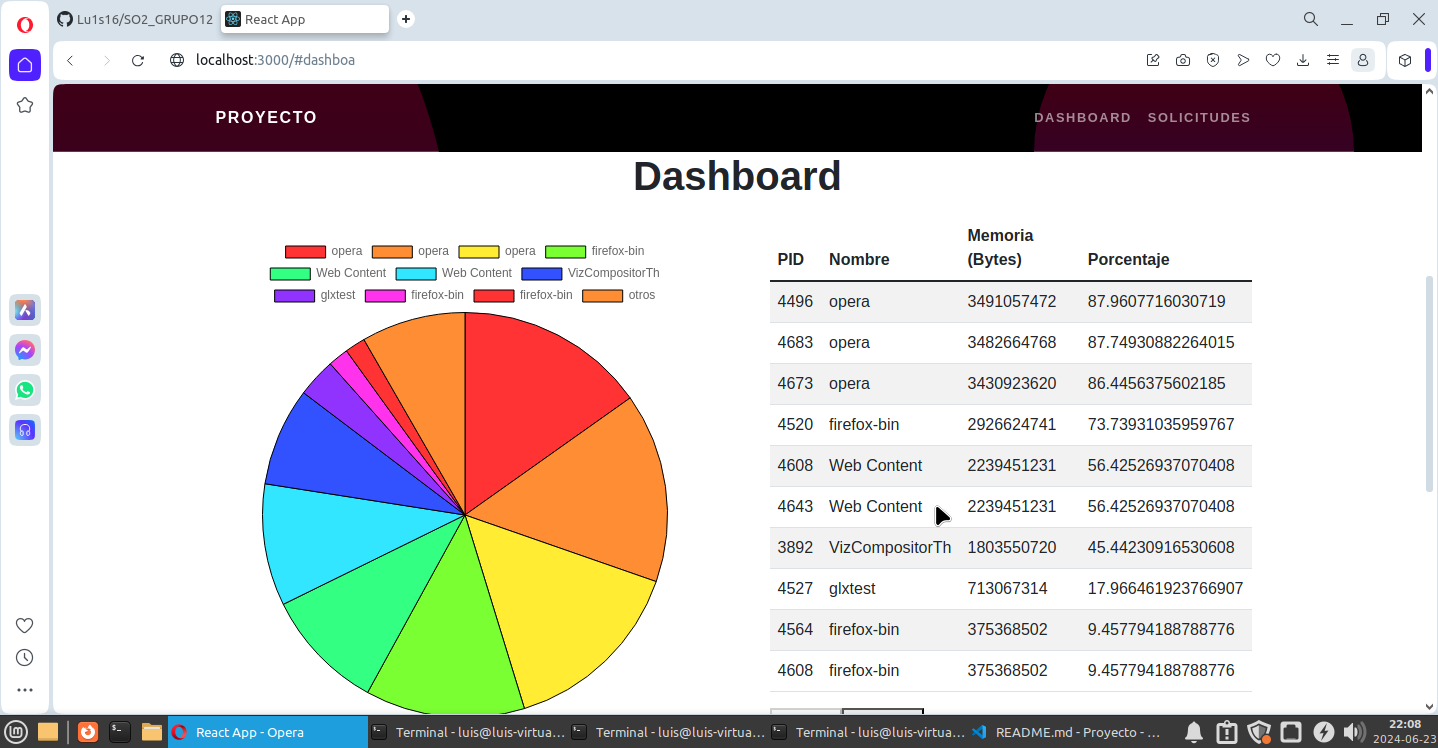 Lu1s16/SO2_GRUPO12
React App
localhost:3000/#dashboa
PROYECTO
DASHBOARD SOLICITUDES
Dashboard
opera opera opera firefox-bin
Web Content Web Content VizCompositorTh
glxtest firefox-bin firefox-bin otros
PID Nombre Memoria (Bytes) Porcentaje
4496 opera 3491057472 87.9607716030719
4683 opera 3482664768 87.74930882264015
4673 opera 3430923620 86.4456375602185
4520 firefox-bin 2926624741 73.73931035959767
4608 Web Content 2239451231 56.42526937070408
4643 Web Content 2239451231 56.42526937070408
3892 VizCompositorTh 1803550720 45.44230916530608
4527 glxtest 713067314 17.966461923766907
4564 firefox-bin 375368502 9.457794188788776
4608 firefox-bin 375368502 9.457794188788776
React App - Opera
Terminal - luis@luis-virtua...
Terminal - luis@luis-virtua...
Terminal - luis@luis-virtua...
README.md - Proyecto - ...
22:08
2024-06-23